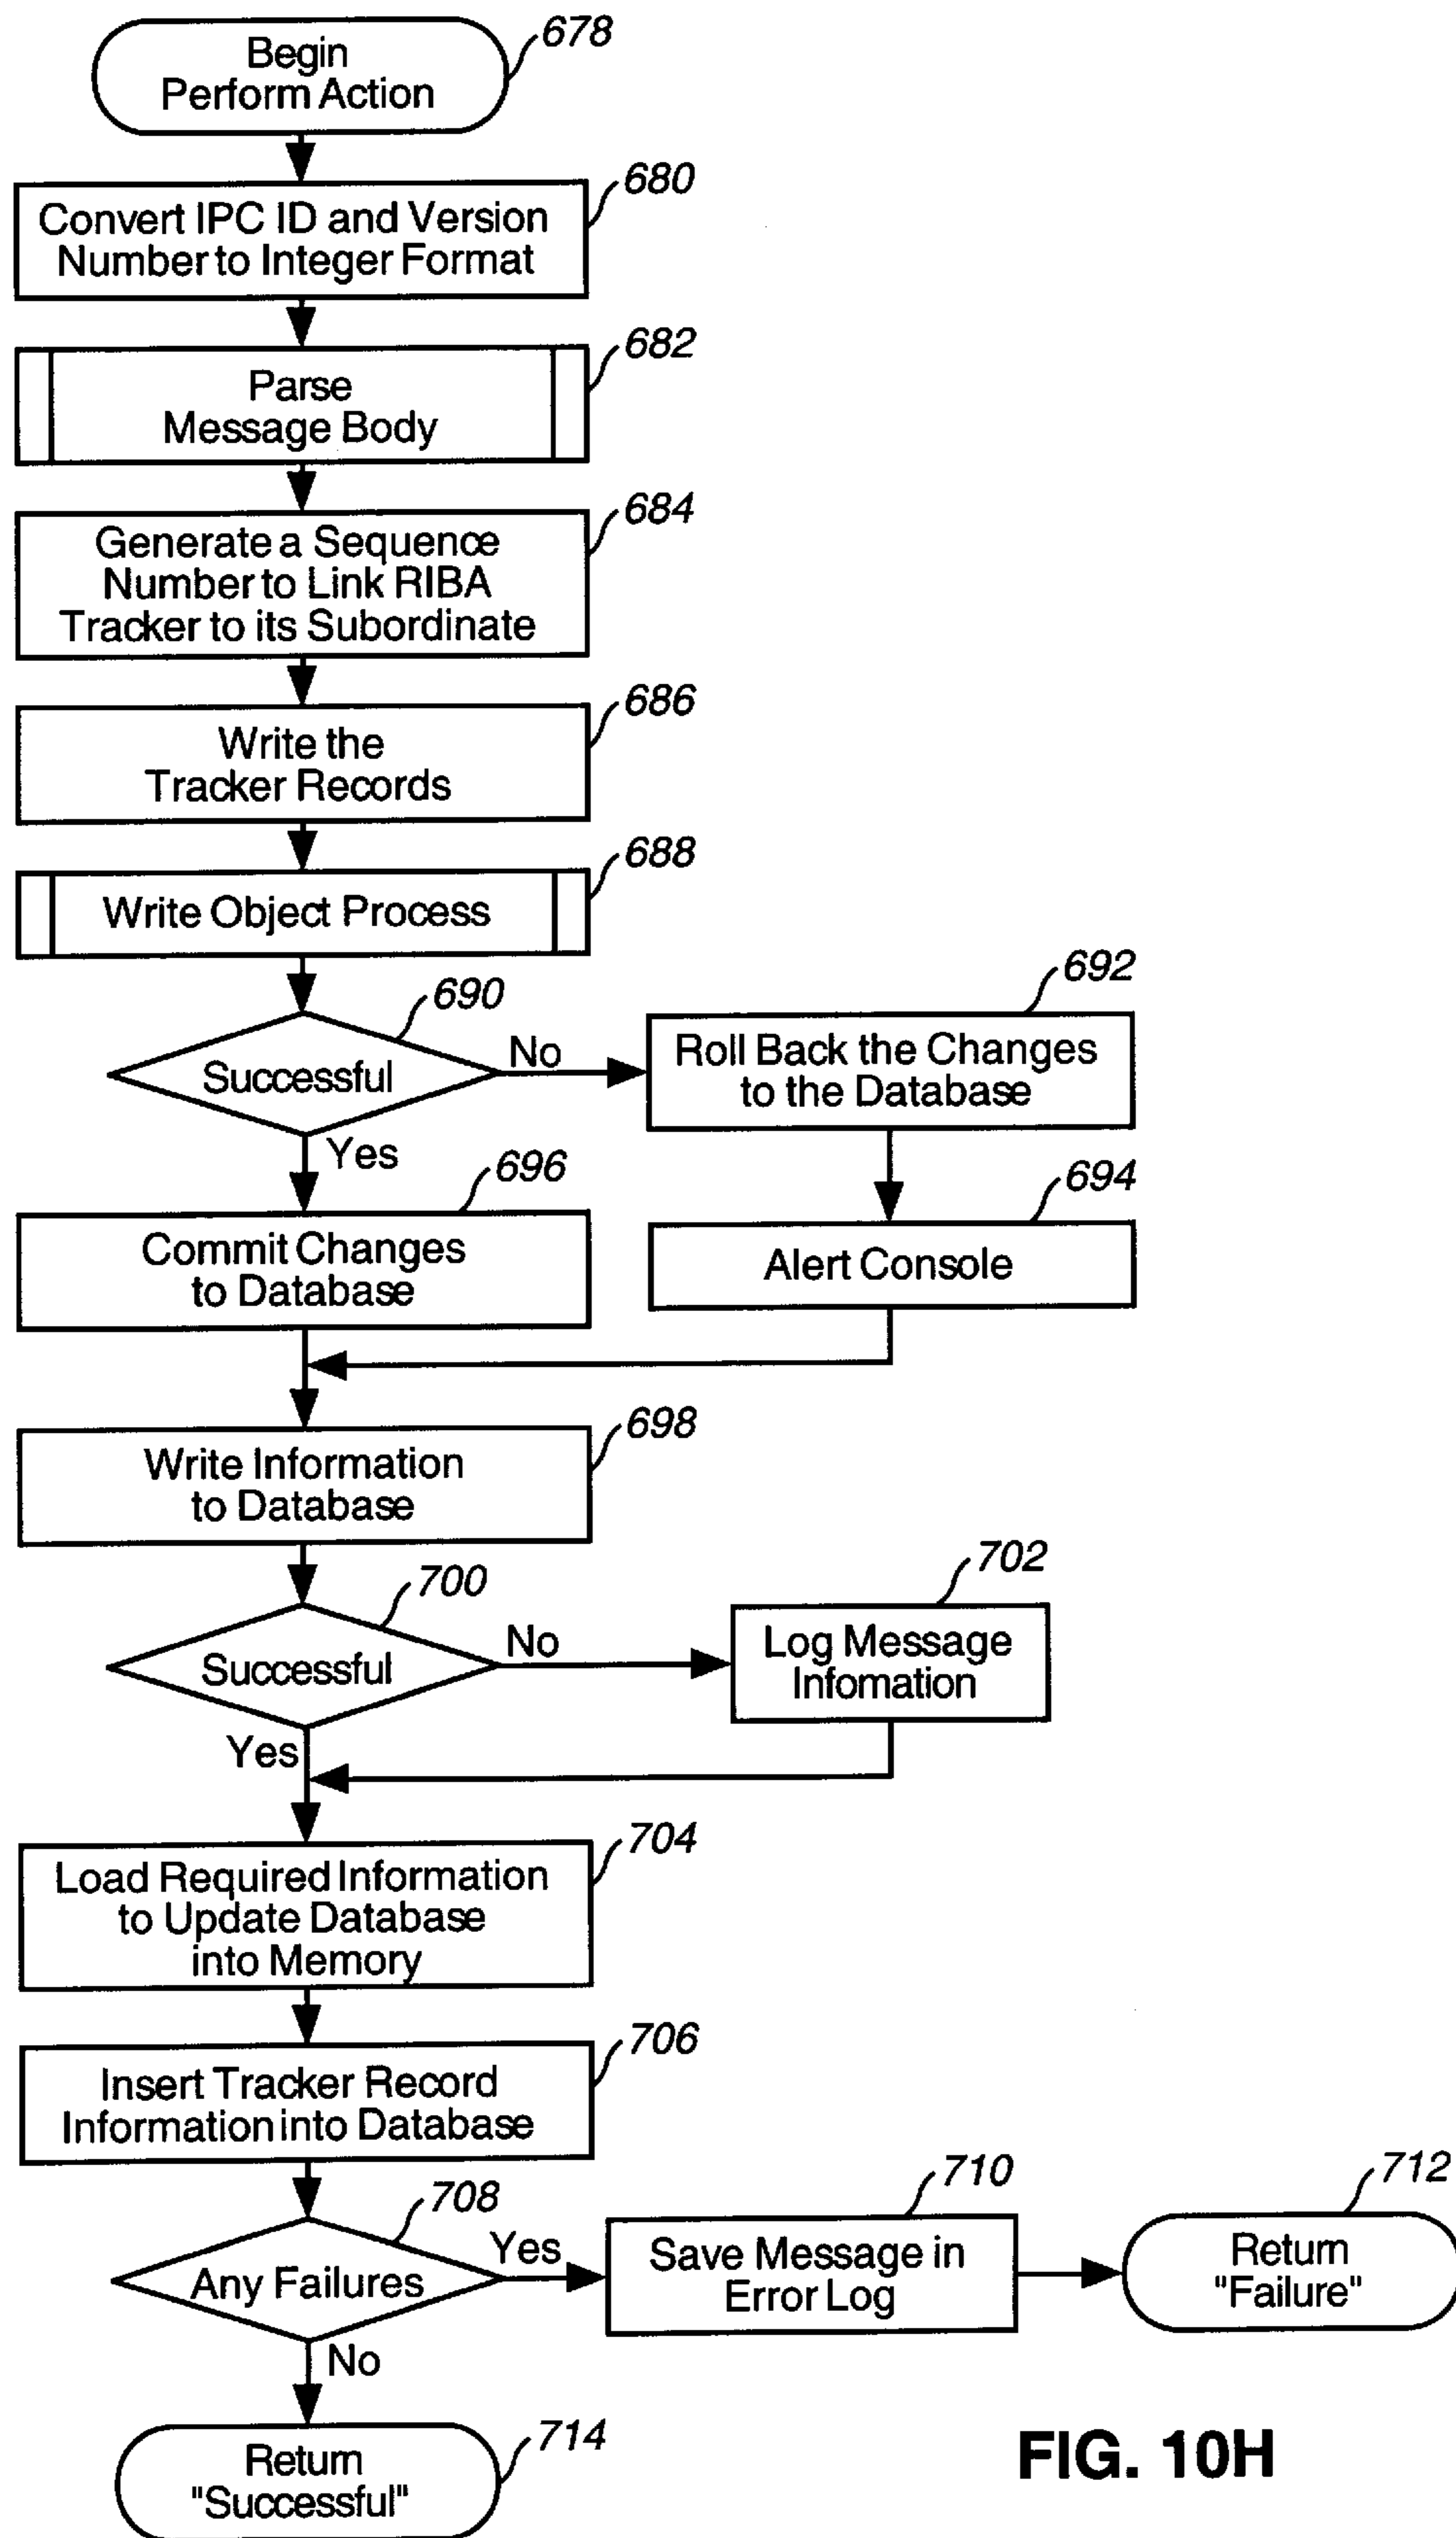 Begin
Perform Action
678
Convert IPC ID and Version
Number to Integer Format
680
Parse
Message Body
682
Generate a Sequence
Number to Link RIBA
Tracker to its Subordinate
684
Write the
Tracker Records
686
Write Object Process
688
Successful
690
No
Yes
Roll Back the Changes
to the Database
692
Alert Console
694
Commit Changes
to Database
696
Write Information
to Database
698
Successful
700
No
Yes
Log Message
Infomation
702
Load Required Information
to Update Database
into Memory
704
Insert Tracker Record
Information into Database
706
Any Failures
708
Yes
No
Save Message in
Error Log
710
Return
"Failure"
712
Return
"Successful"
714
FIG. 10H